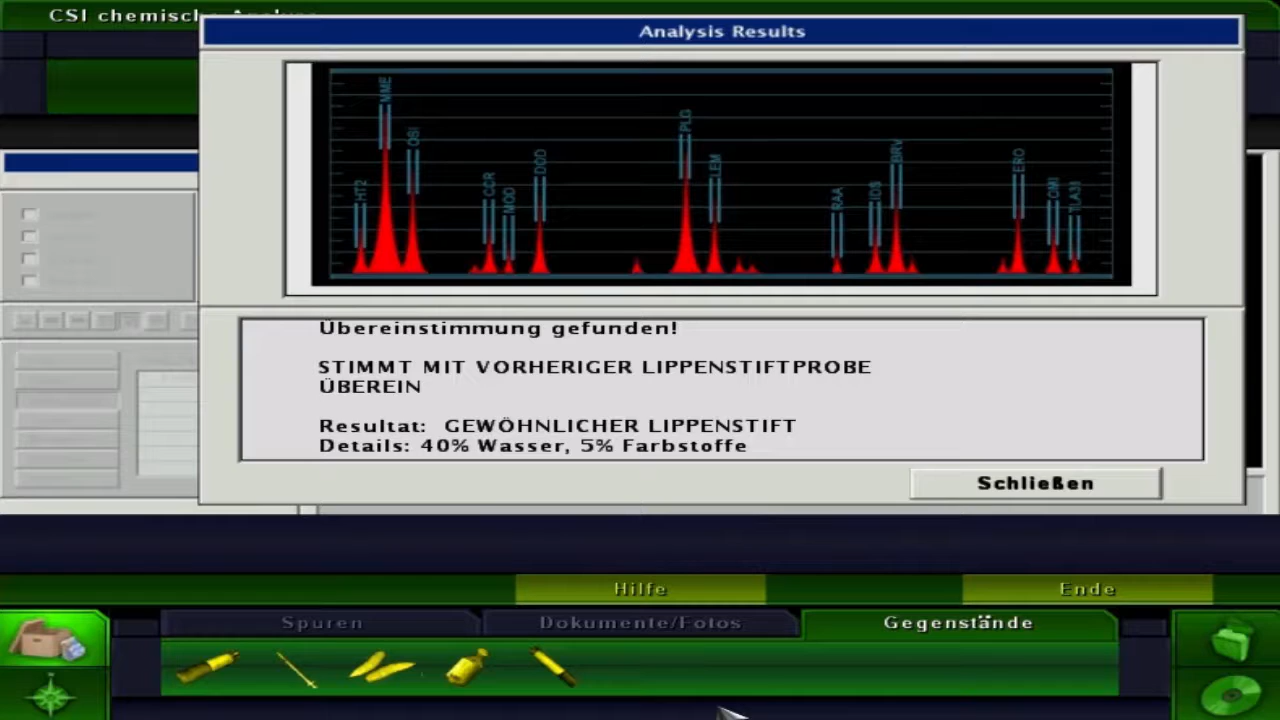 CSI chemisch
Analysis Results
HT2
MME
OSI
CCR
MOD
DOD
PLG
LEM
RAA
IDS
BRV
ERO
OMI
TLA31
Übereinstimmung gefunden!
STIMMT MIT VORHERIGER LIPPENSTIFTPROBE
ÜBEREIN
Resultat: GEWÖHNLICHER LIPPENSTIFT
Details: 40% Wasser, 5% Farbstoffe
Schließen
Hilfe
Ende
Spuren
Dokumente/Fotos
Gegenstände